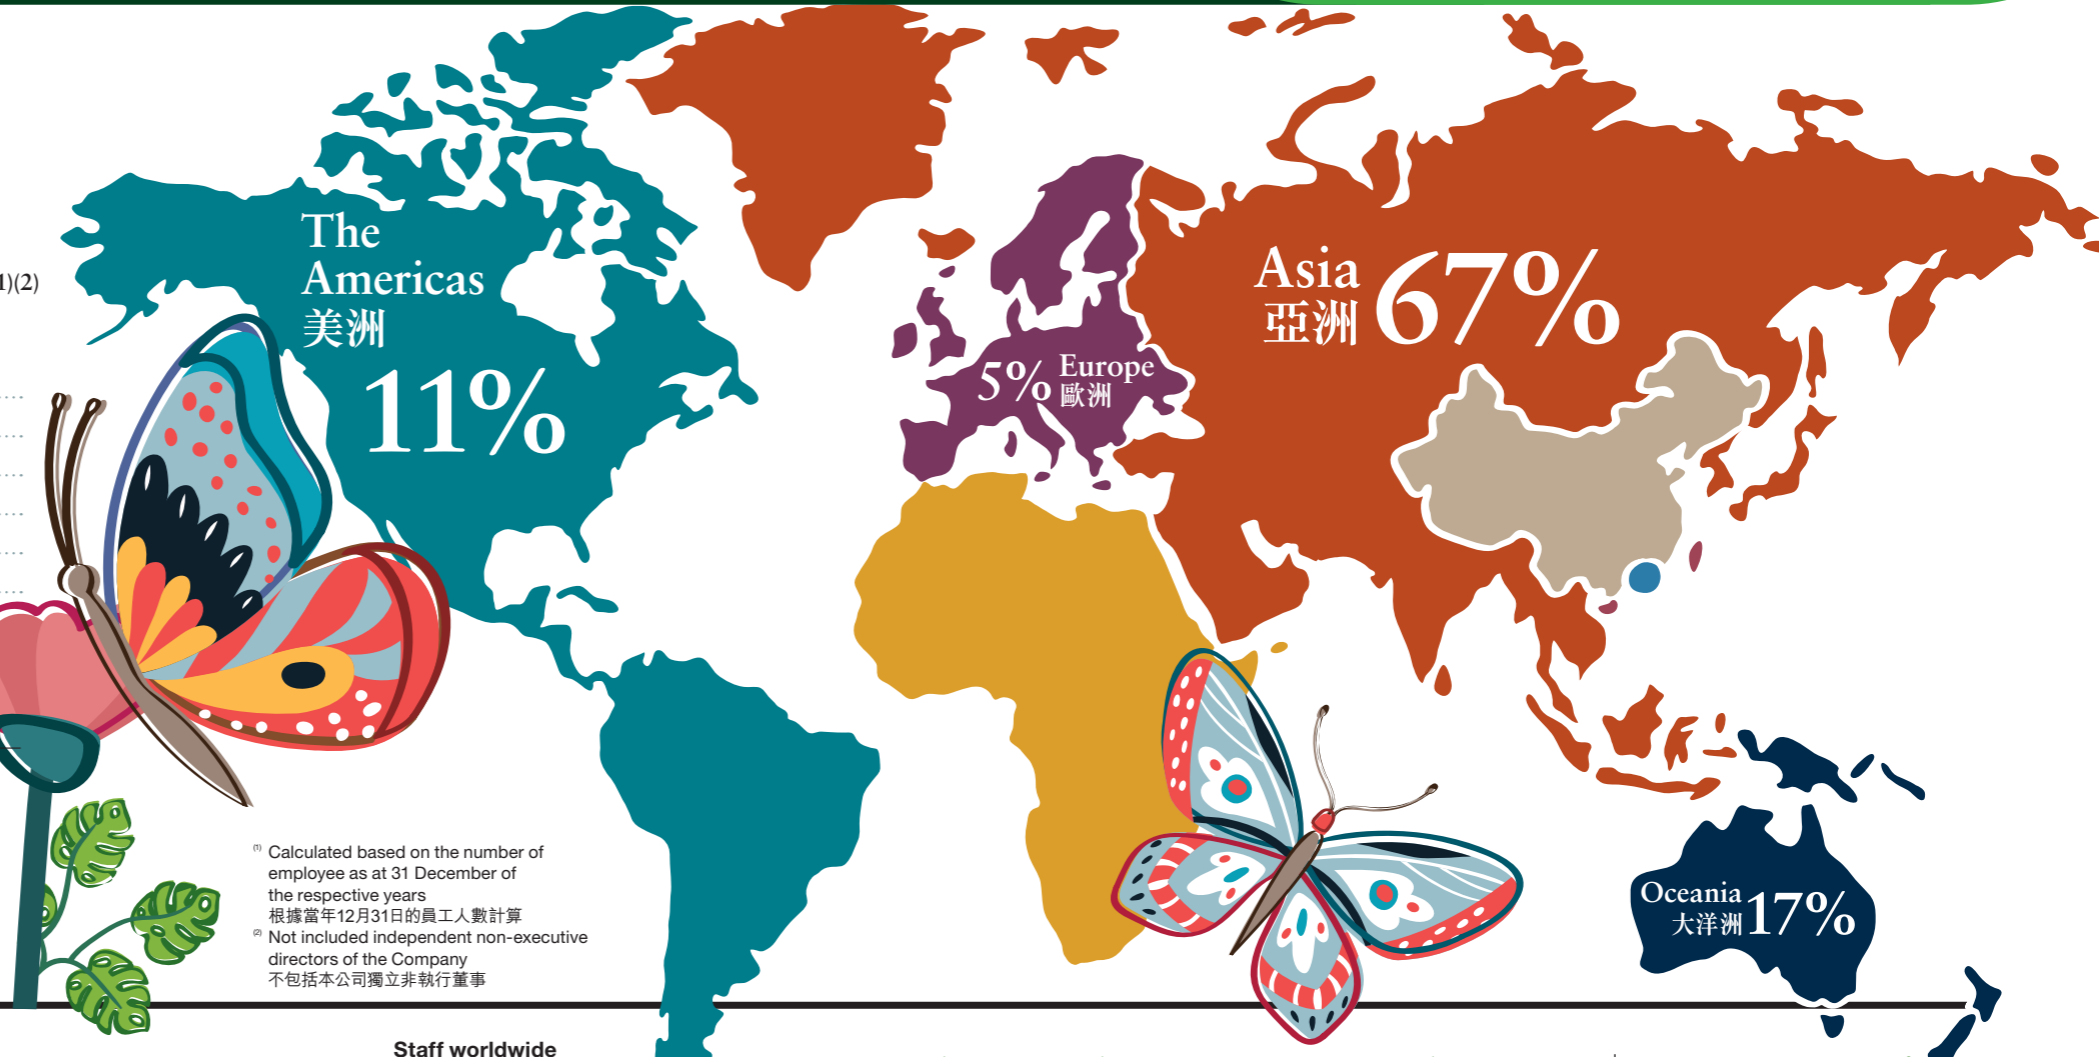 1)(2)
The
Americas
美洲
11%
5% Europe
歐洲
Asia
亞洲
67%
Oceania
大洋洲
17%
(1) Calculated based on the number of
employee as at 31 December of
the respective years
根據當年12月31日的員工人數計算
(2) Not included independent non-executive
directors of the Company
不包括本公司獨立非執行董事
Staff worldwide